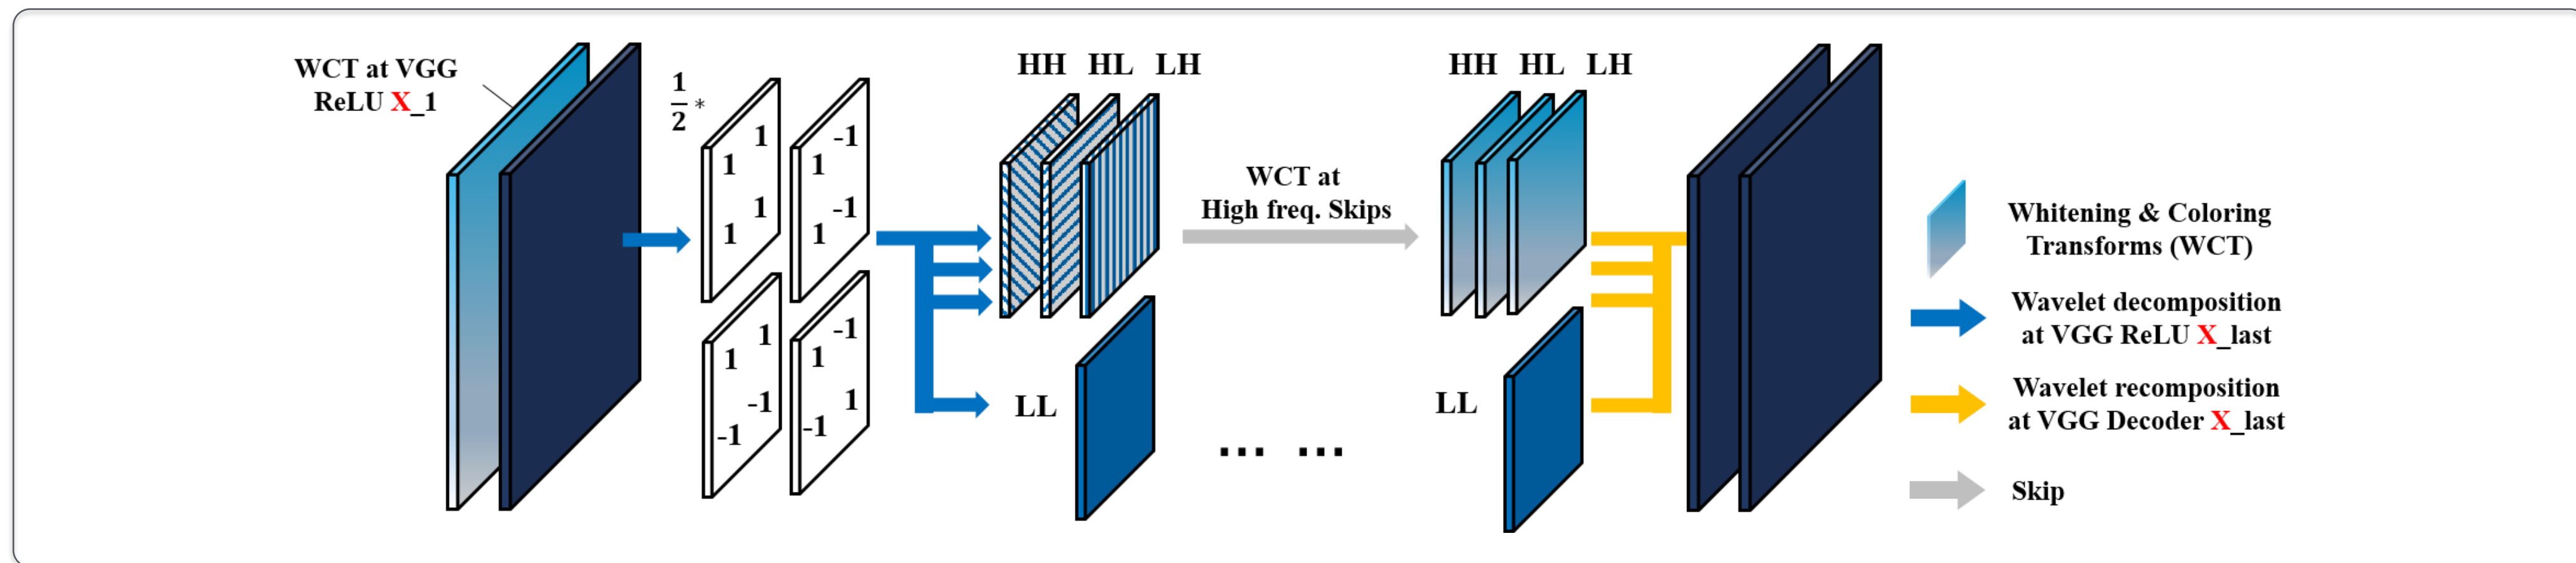 WCT at VGG
ReLU X_1
1
2
*
1 -1
1 1
1 -1
1 1
1 -1
1 1
-1 1
-1 -1
HH HL LH
LL
WCT at
High freq. Skips
... ...
HH HL LH
LL
Whitening & Coloring
Transforms (WCT)
Wavelet decomposition
at VGG ReLU X_last
Wavelet recomposition
at VGG Decoder X_last
Skip